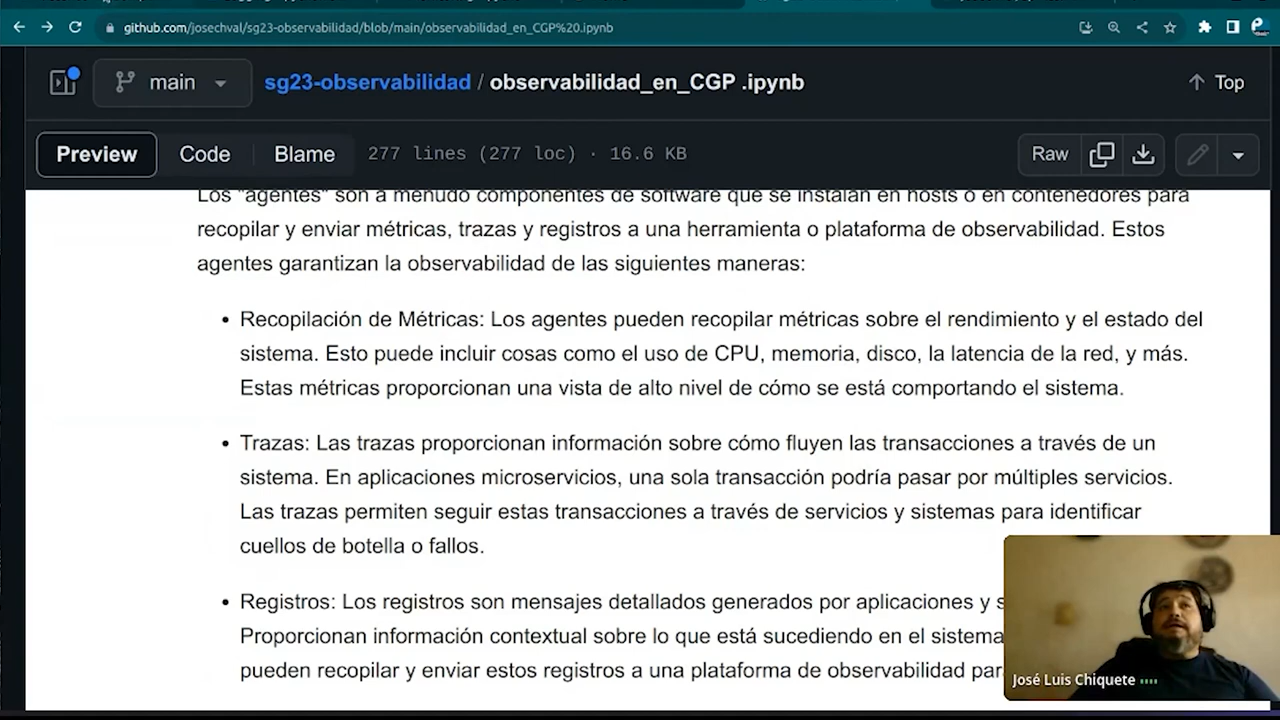 github.com/josechval/sg23-observabilidad/blob/main/observabilidad_en_CGP%20.ipynb
main
sg23-observabilidad / observabilidad_en_CGP .ipynb
Top
Preview
Code
Blame
277 lines (277 loc) · 16.6 KB
Raw
Los "agentes" son a menudo componentes de software que se instalan en hosts o en contenedores para
recopilar y enviar métricas, trazas y registros a una herramienta o plataforma de observabilidad. Estos
agentes garantizan la observabilidad de las siguientes maneras:
• Recopilación de Métricas: Los agentes pueden recopilar métricas sobre el rendimiento y el estado del
sistema. Esto puede incluir cosas como el uso de CPU, memoria, disco, la latencia de la red, y más.
Estas métricas proporcionan una vista de alto nivel de cómo se está comportando el sistema.
• Trazas: Las trazas proporcionan información sobre cómo fluyen las transacciones a través de un
sistema. En aplicaciones microservicios, una sola transacción podría pasar por múltiples servicios.
Las trazas permiten seguir estas transacciones a través de servicios y sistemas para identificar
cuellos de botella o fallos.
• Registros: Los registros son mensajes detallados generados por aplicaciones y s
Proporcionan información contextual sobre lo que está sucediendo en el sistema
pueden recopilar y enviar estos registros a una plataforma de observabilidad par
José Luis Chiquete